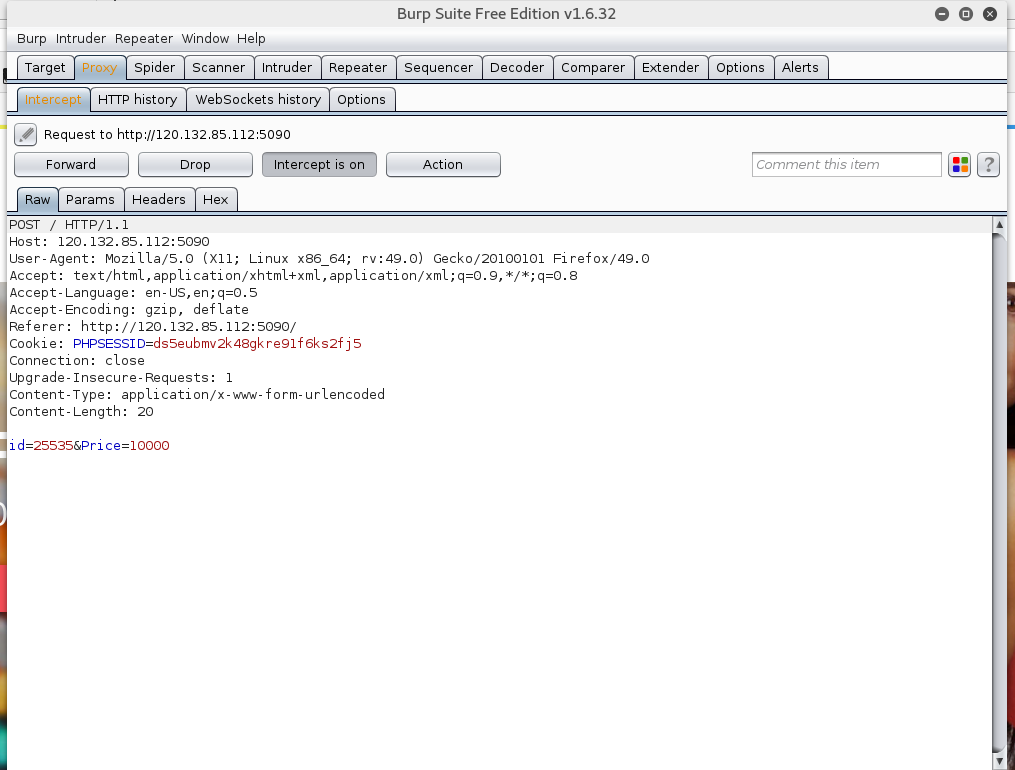 Burp Suite Free Edition v1.6.32
Burp Intruder Repeater Window Help
Target Proxy Spider Scanner Intruder Repeater Sequencer Decoder Comparer Extender Options Alerts
Intercept HTTP history WebSockets history Options
Request to http://120.132.85.112:5090
Forward Drop Intercept is on Action Comment this item ?
Raw Params Headers Hex
POST / HTTP/1.1
Host: 120.132.85.112:5090
User-Agent: Mozilla/5.0 (X11; Linux x86_64; rv:49.0) Gecko/20100101 Firefox/49.0
Accept: text/html,application/xhtml+xml,application/xml;q=0.9,*/*;q=0.8
Accept-Language: en-US,en;q=0.5
Accept-Encoding: gzip, deflate
Referer: http://120.132.85.112:5090/
Cookie: PHPSESSID=ds5eubmv2k48gkre91f6ks2fj5
Connection: close
Upgrade-Insecure-Requests: 1
Content-Type: application/x-www-form-urlencoded
Content-Length: 20
id=25535&Price=10000